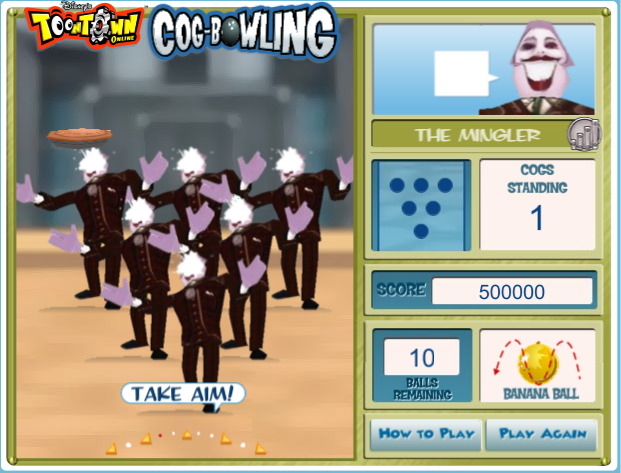 Disney's
TOONTOWN
ONLINE
COG-BOWLING
THE MINGLER
COGS
STANDING
1
SCORE 500000
10
BALLS
REMAINING
BANANA BALL
TAKE AIM!
HOW TO PLAY
PLAY AGAIN